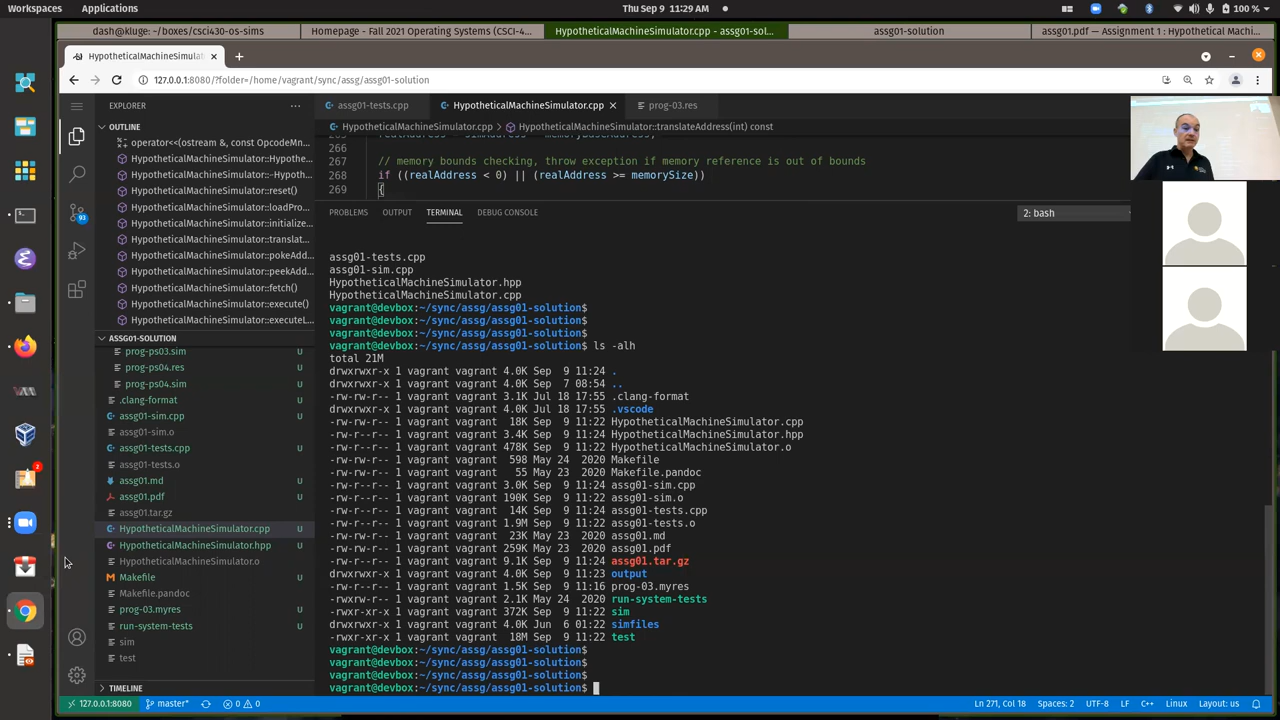 Workspaces Applications Thu Sep 9 11:29 AM 100 %
dash@kluge: ~/boxes/csci430-os-sims Homepage - Fall 2021 Operating Systems (CSCI-4... HypotheticalMachineSimulator.cpp - assg01-sol... assg01-solution assg01.pdf — Assignment 1 : Hypothetical Machi...
HypotheticalMachineSimulat
127.0.0.1:8080/?folder=/home/vagrant/sync/assg/assg01-solution
EXPLORER
OUTLINE
operator<<(ostream &, const OpcodeMn...
HypotheticalMachineSimulator::Hypothe...
HypotheticalMachineSimulator::~Hypoth...
HypotheticalMachineSimulator::reset()
HypotheticalMachineSimulator::loadPro...
HypotheticalMachineSimulator::initialize...
HypotheticalMachineSimulator::translat...
HypotheticalMachineSimulator::pokeAdd...
HypotheticalMachineSimulator::peekAdd...
HypotheticalMachineSimulator::fetch()
HypotheticalMachineSimulator::execute()
HypotheticalMachineSimulator::executeL...
ASSG01-SOLUTION
prog-ps03.sim U
prog-ps04.res U
prog-ps04.sim U
.clang-format U
assg01-sim.cpp U
assg01-sim.o
assg01-tests.cpp U
assg01-tests.o
assg01.md U
assg01.pdf U
assg01.tar.gz
HypotheticalMachineSimulator.cpp U
HypotheticalMachineSimulator.hpp U
HypotheticalMachineSimulator.o
Makefile U
Makefile.pandoc
prog-03.myres U
run-system-tests U
sim
test
TIMELINE
93
2
assg01-tests.cpp HypotheticalMachineSimulator.cpp prog-03.res
HypotheticalMachineSimulator.cpp HypotheticalMachineSimulator::translateAddress(int) const
266
267 // memory bounds checking, throw exception if memory reference is out of bounds
268 if ((realAddress < 0) || (realAddress >= memorySize))
269 {
PROBLEMS OUTPUT TERMINAL DEBUG CONSOLE 2: bash
assg01-tests.cpp
assg01-sim.cpp
HypotheticalMachineSimulator.hpp
HypotheticalMachineSimulator.cpp
vagrant@devbox:~/sync/assg/assg01-solution$
vagrant@devbox:~/sync/assg/assg01-solution$
vagrant@devbox:~/sync/assg/assg01-solution$
vagrant@devbox:~/sync/assg/assg01-solution$ ls -alh
total 21M
drwxrwxr-x 1 vagrant vagrant 4.0K Sep 9 11:24 .
drwxrwxr-x 1 vagrant vagrant 4.0K Sep 7 08:54 ..
-rw-rw-r-- 1 vagrant vagrant 3.1K Jul 18 17:55 .clang-format
drwxrwxr-x 1 vagrant vagrant 4.0K Jul 18 17:55 .vscode
-rw-rw-r-- 1 vagrant vagrant 18K Sep 9 11:22 HypotheticalMachineSimulator.cpp
-rw-rw-r-- 1 vagrant vagrant 3.4K Sep 9 11:24 HypotheticalMachineSimulator.hpp
-rw-r--r-- 1 vagrant vagrant 478K Sep 9 11:22 HypotheticalMachineSimulator.o
-rw-rw-r-- 1 vagrant vagrant 598 May 24 2020 Makefile
-rw-rw-r-- 1 vagrant vagrant 55 May 23 2020 Makefile.pandoc
-rw-rw-r-- 1 vagrant vagrant 3.0K Sep 9 11:24 assg01-sim.cpp
-rw-r--r-- 1 vagrant vagrant 190K Sep 9 11:22 assg01-sim.o
-rw-rw-r-- 1 vagrant vagrant 14K Sep 9 11:24 assg01-tests.cpp
-rw-r--r-- 1 vagrant vagrant 1.9M Sep 9 11:22 assg01-tests.o
-rw-rw-r-- 1 vagrant vagrant 23K May 23 2020 assg01.md
-rw-rw-r-- 1 vagrant vagrant 259K May 23 2020 assg01.pdf
-rw-r--r-- 1 vagrant vagrant 9.1K Sep 9 11:24 assg01.tar.gz
drwxrwxr-x 1 vagrant vagrant 4.0K Sep 9 11:23 output
-rw-r--r-- 1 vagrant vagrant 1.5K Sep 9 11:16 prog-03.myres
-rwxrwxr-x 1 vagrant vagrant 2.1K May 24 2020 run-system-tests
-rwxr-xr-x 1 vagrant vagrant 372K Sep 9 11:22 sim
drwxrwxr-x 1 vagrant vagrant 4.0K Jun 6 01:22 simfiles
-rwxr-xr-x 1 vagrant vagrant 18M Sep 9 11:22 test
vagrant@devbox:~/sync/assg/assg01-solution$
vagrant@devbox:~/sync/assg/assg01-solution$
vagrant@devbox:~/sync/assg/assg01-solution$
vagrant@devbox:~/sync/assg/assg01-solution$
127.0.0.1:8080 master* 0 0 Ln 271, Col 18 Spaces: 2 UTF-8 LF C++ Linux Layout: us